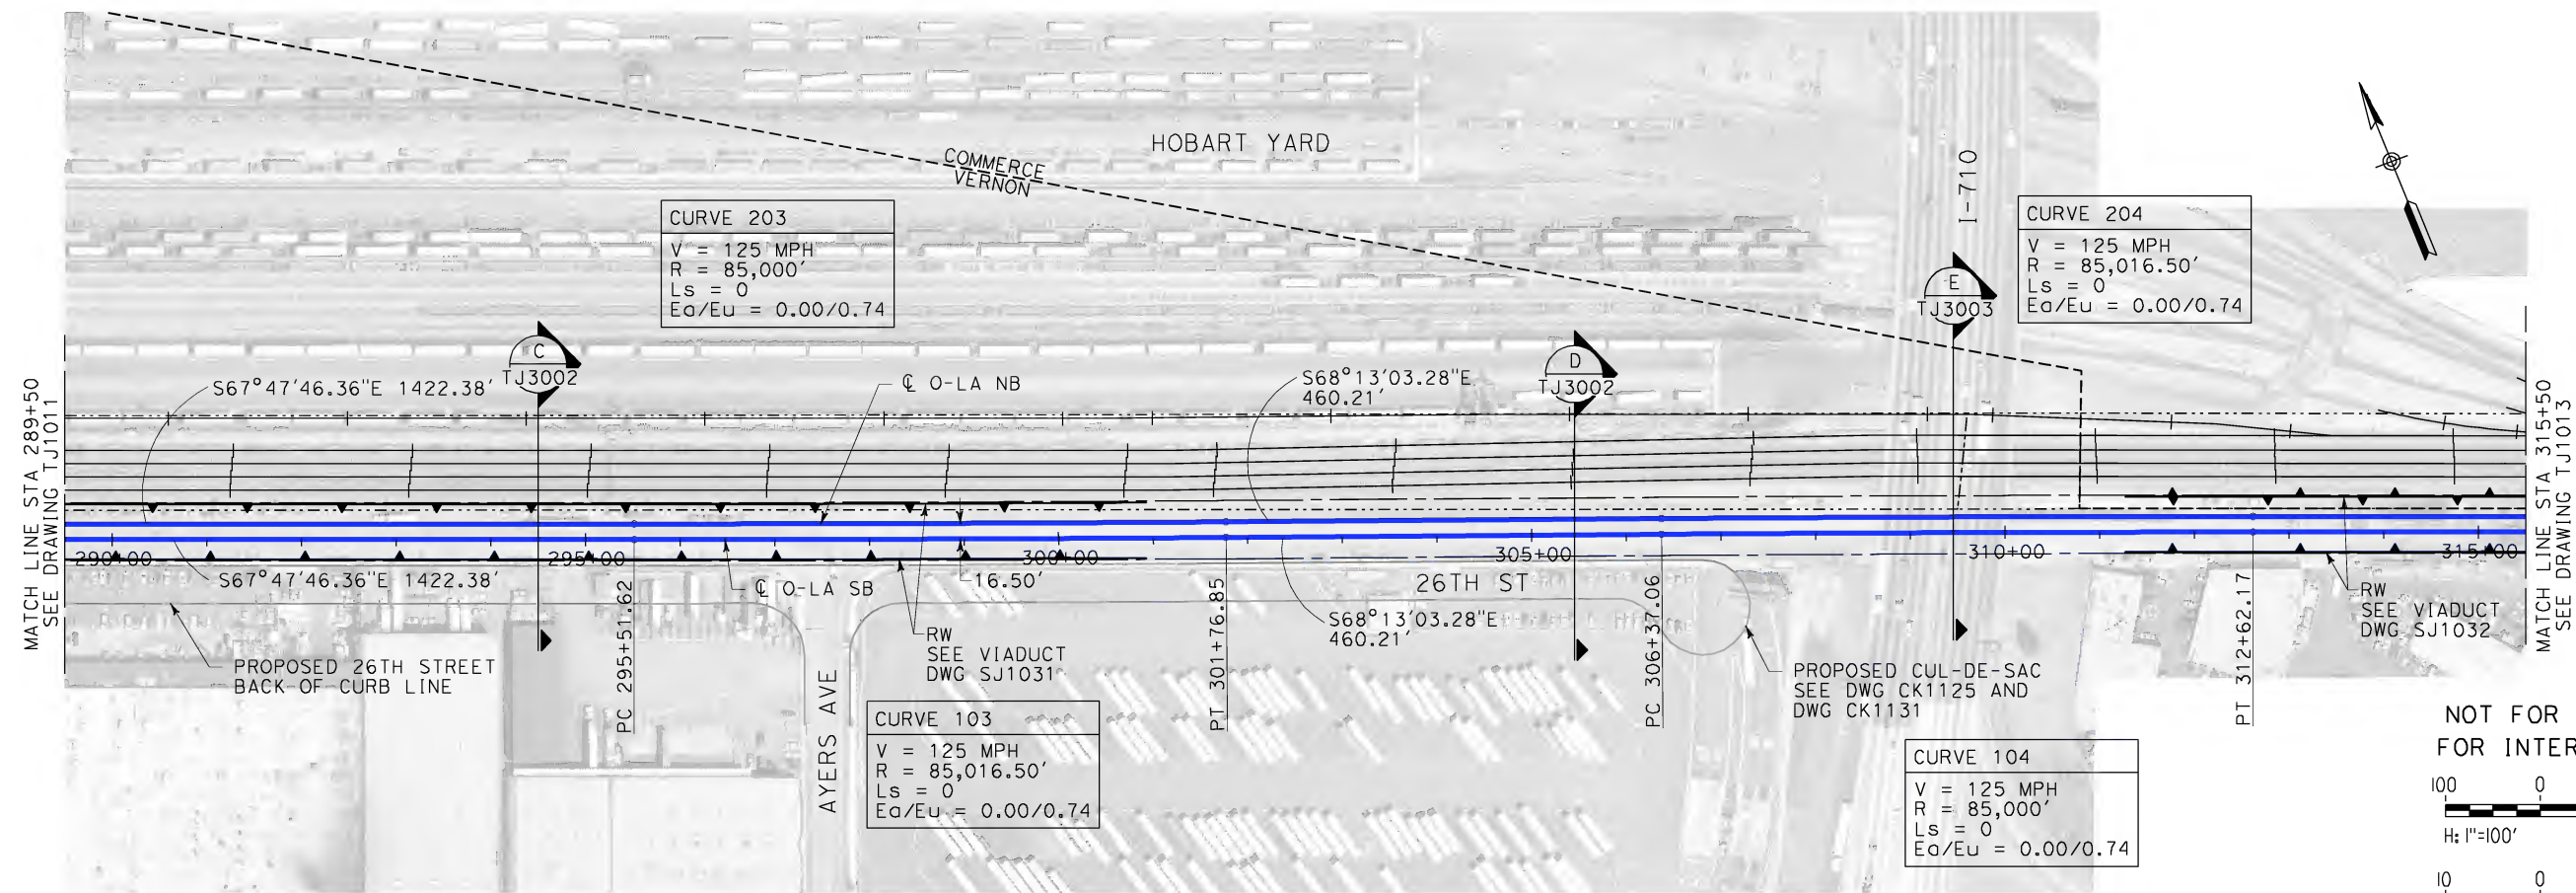 HOBART YARD
COMMERCE
VERNON
I-710
CURVE 203
V = 125 MPH
R = 85,000'
Ls = 0
Ea/Eu = 0.00/0.74
CURVE 204
V = 125 MPH
R = 85,016.50'
Ls = 0
Ea/Eu = 0.00/0.74
C
TJ3002
D
TJ3002
E
TJ3003
MATCH LINE STA 289+50
SEE DRAWING TJ1011
S67°47'46.36"E 1422.38'
℄ O-LA NB
S68°13'03.28"E
460.21'
MATCH LINE STA 315+50
SEE DRAWING TJ1013
290+00
295+00
300+00
305+00
310+00
315+00
S67°47'46.36"E 1422.38'
℄ O-LA SB
16.50'
26TH ST
S68°13'03.28"E
460.21'
PROPOSED 26TH STREET
BACK OF CURB LINE
PC 295+51.62
AYERS AVE
RW
SEE VIADUCT
DWG SJ1031
PT 301+76.85
PC 306+37.06
PROPOSED CUL-DE-SAC
SEE DWG CK1125 AND
DWG CK1131
PT 312+62.17
RW
SEE VIADUCT
DWG SJ1032
CURVE 103
V = 125 MPH
R = 85,016.50'
Ls = 0
Ea/Eu = 0.00/0.74
CURVE 104
V = 125 MPH
R = 85,000'
Ls = 0
Ea/Eu = 0.00/0.74
NOT FOR
FOR INTER
100 0
H: 1"=100'
10 0